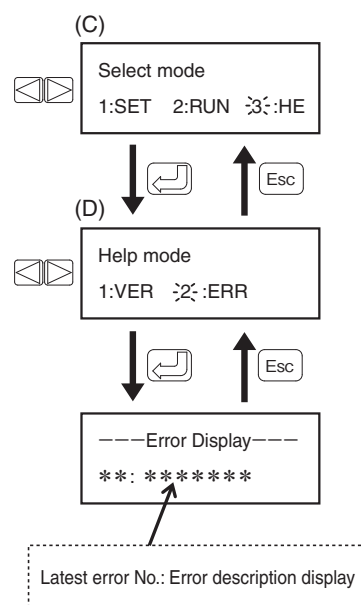 (C)
Select mode
1:SET 2:RUN 3:HE
Esc
(D)
Help mode
1:VER 2:ERR
Esc
———Error Display———
**: *******
Latest error No.: Error description display